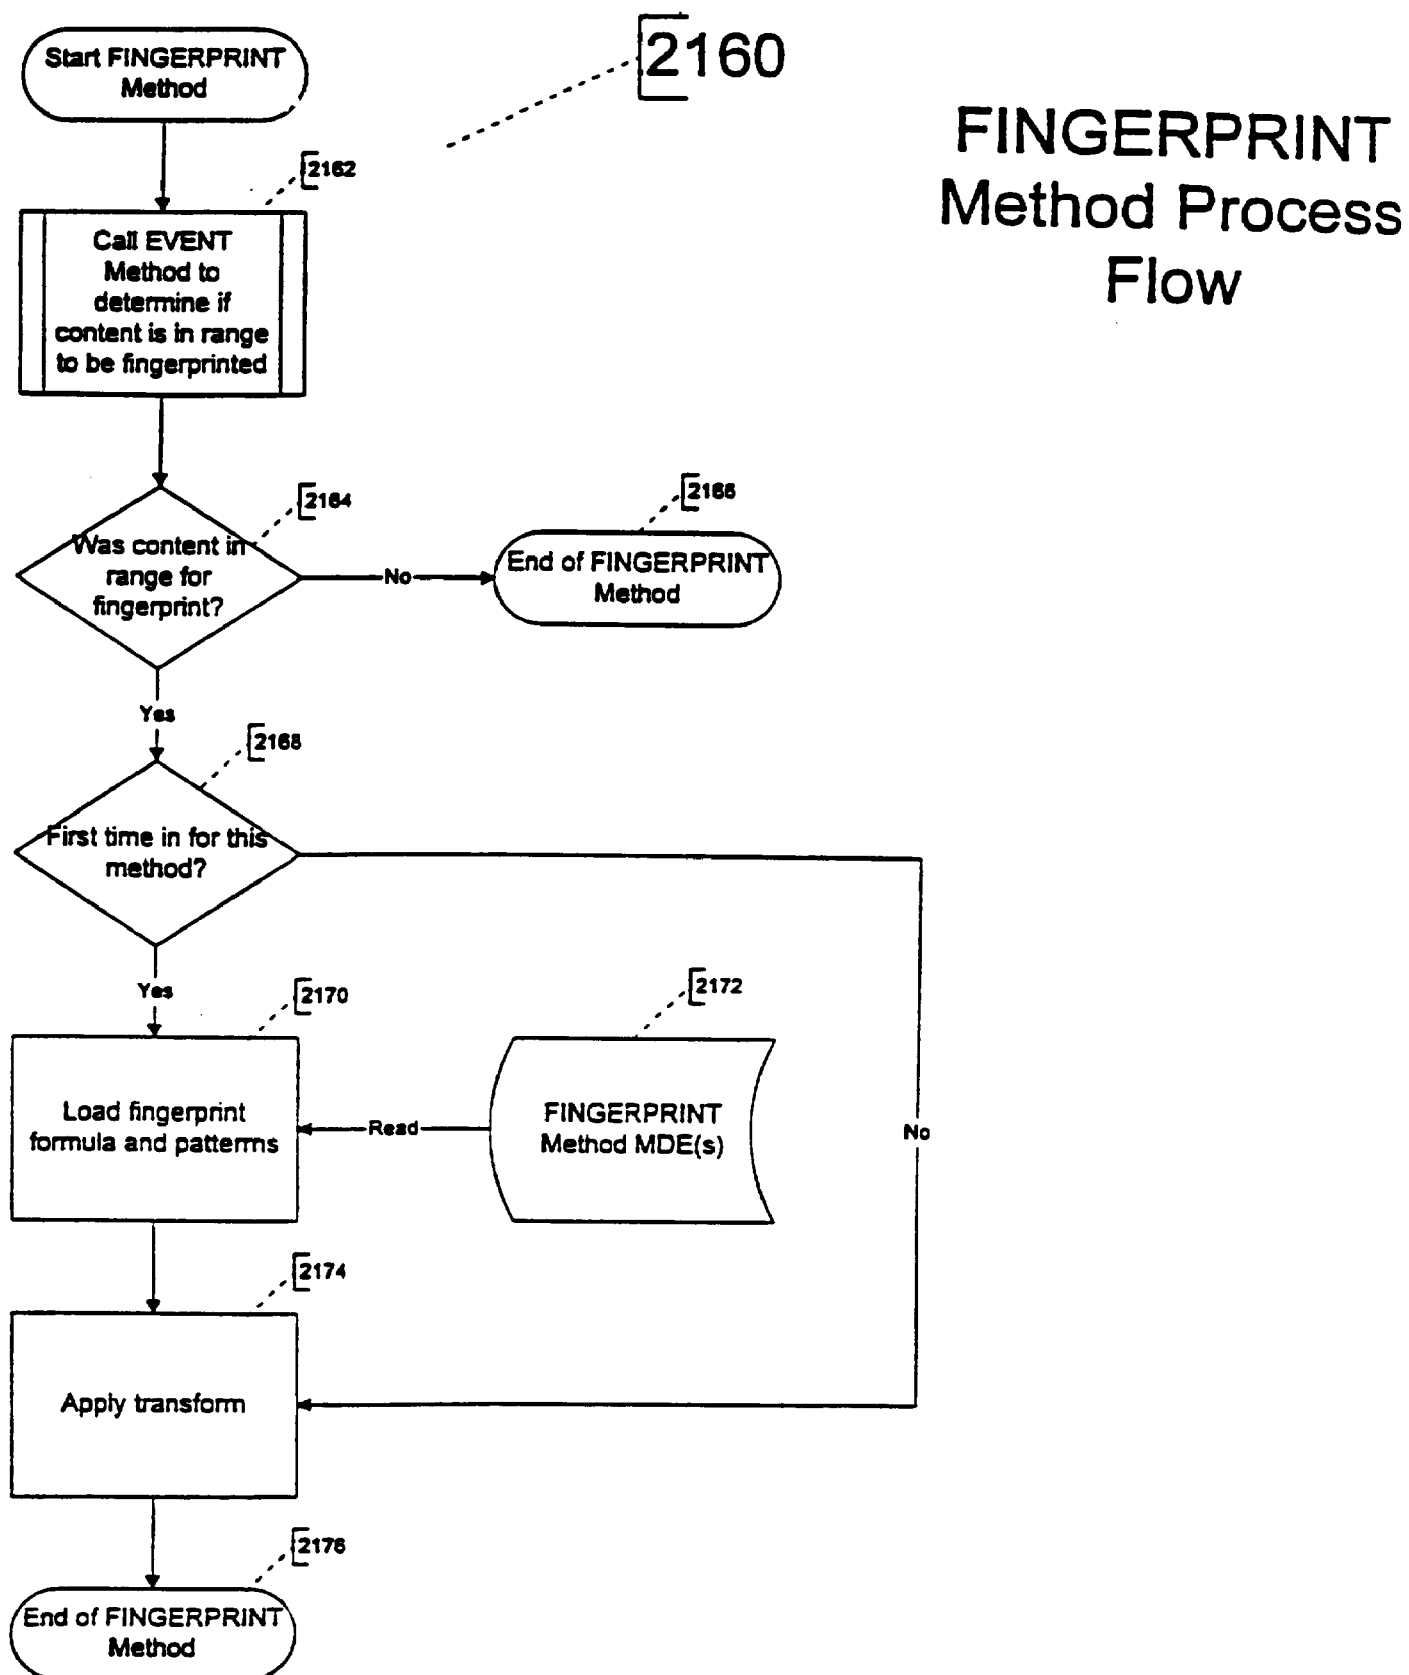 Start FINGERPRINT
Method
2160
FINGERPRINT
Method Process
Flow
2162
Call EVENT
Method to
determine if
content is in range
to be fingerprinted
2164
Was content in
range for
fingerprint?
No
2166
End of FINGERPRINT
Method
Yes
2168
First time in for this
method?
Yes
2170
Load fingerprint
formula and patterms
Read
2172
FINGERPRINT
Method MDE(s)
No
2174
Apply transform
2176
End of FINGERPRINT
Method